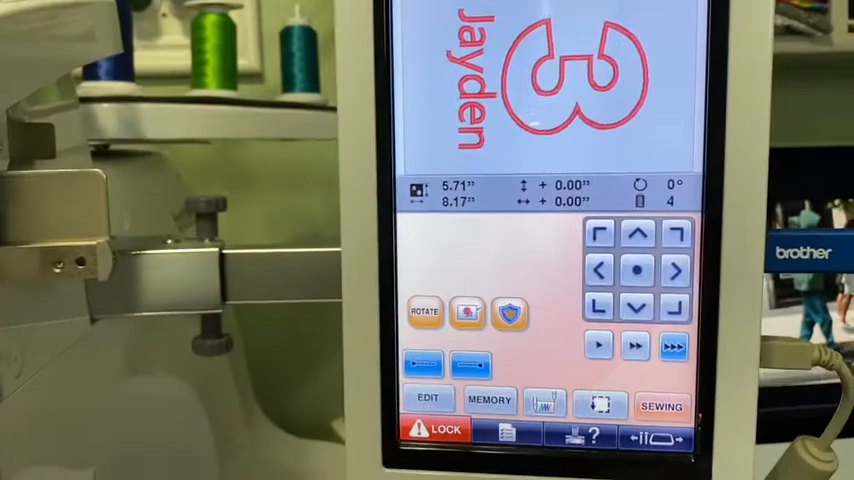 Jayden
3
5.71" + 0.00" 0°
8.17" + 0.00" 4
brother
ROTATE
EDIT MEMORY SEWING
LOCK ?